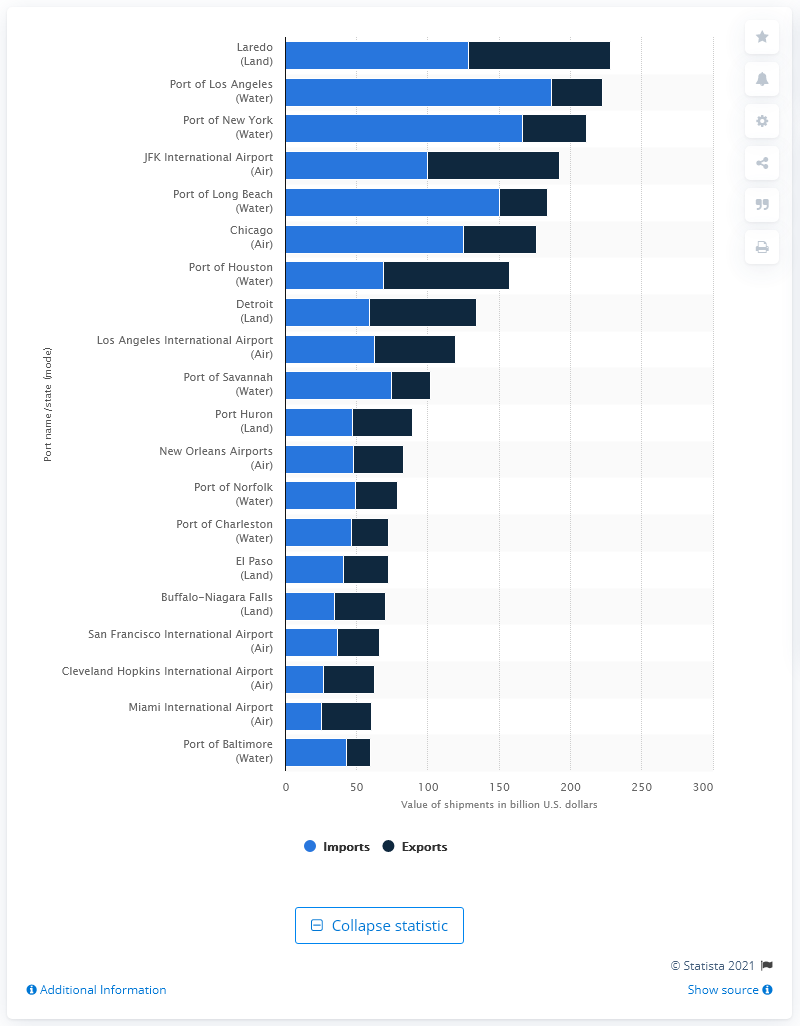 Laredo
(Land)
Port of Los Angeles
(Water)
Port of New York
(Water)
JFK International Airport
(Air)
Port of Long Beach
(Water)
Chicago
(Air)
Port of Houston
(Water)
Detroit
(Land)
Los Angeles International Airport
(Air)
Port of Savannah
(Water)
Port Huron
(Land)
New Orleans Airports
(Air)
Port of Norfolk
(Water)
Port of Charleston
(Water)
El Paso
(Land)
Buffalo-Niagara Falls
(Land)
San Francisco International Airport
(Air)
Cleveland Hopkins International Airport
(Air)
Miami International Airport
(Air)
Port of Baltimore
(Water)
Port name/state (mode)
0 50 100 150 200 250 300
Value of shipments in billion U.S. dollars
Imports Exports
Collapse statistic
© Statista 2021
Additional Information Show source